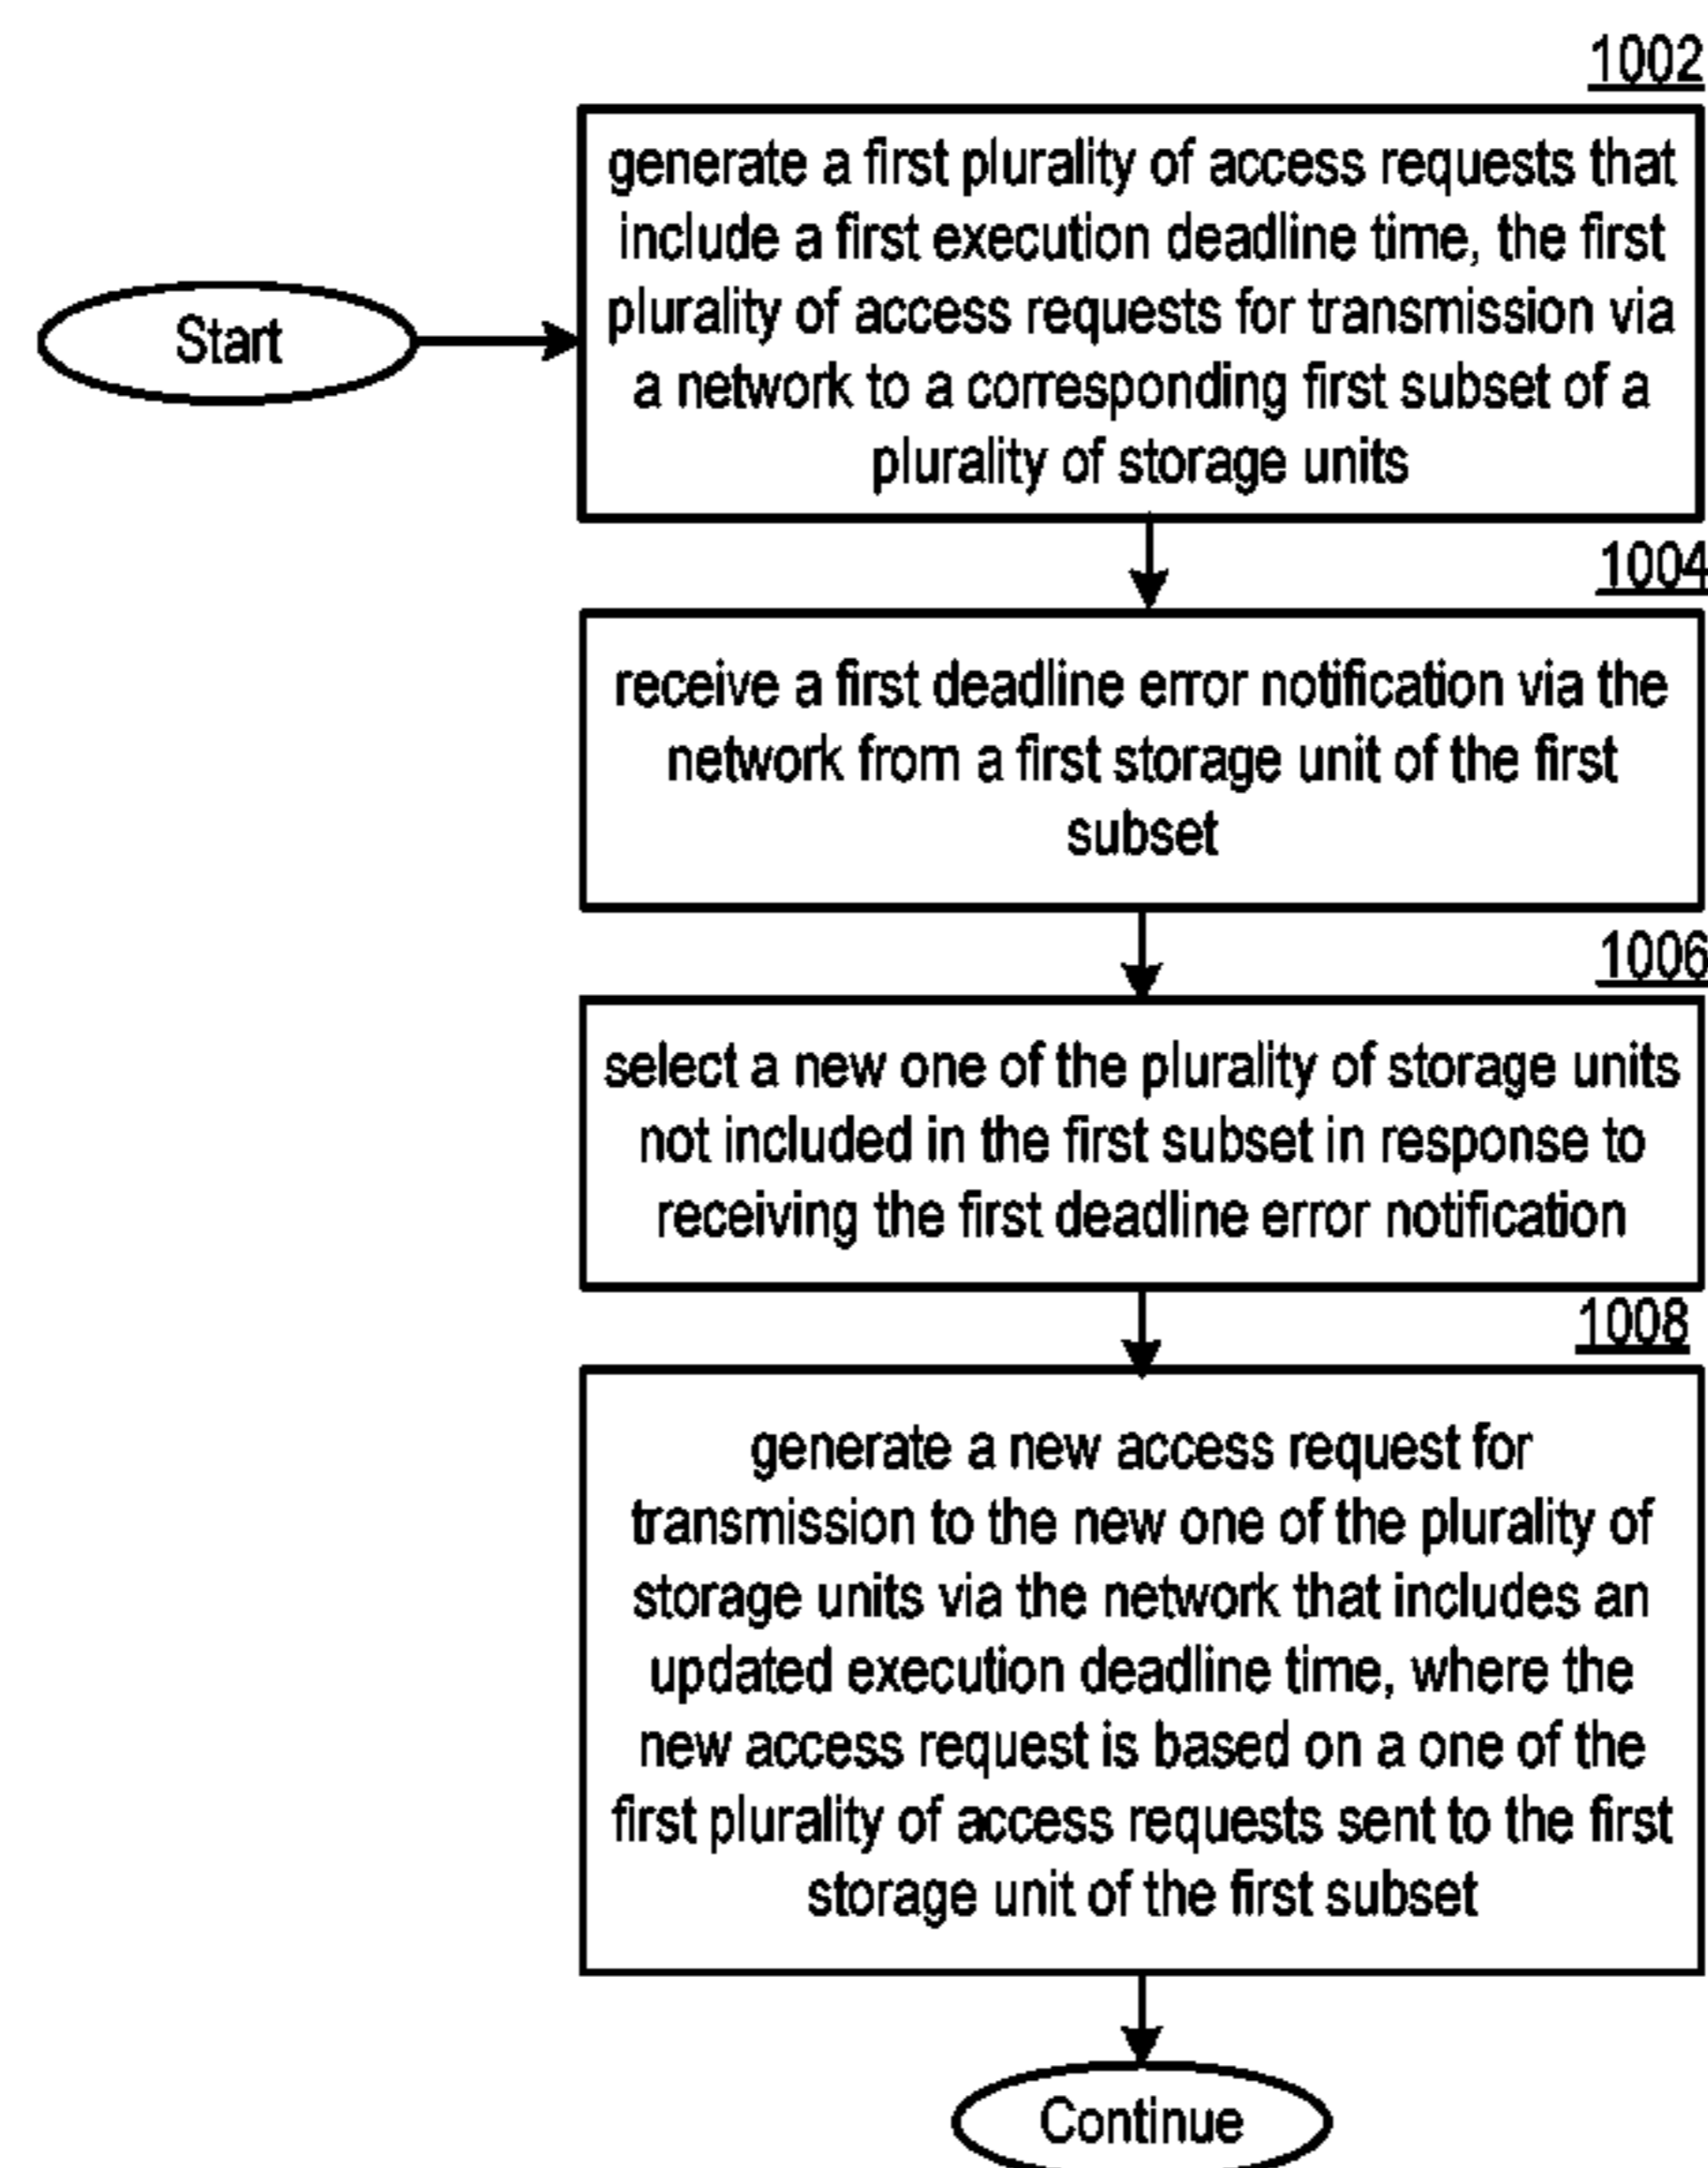 1002
generate a first plurality of access requests that
include a first execution deadline time, the first
plurality of access requests for transmission via
a network to a corresponding first subset of a
plurality of storage units
Start
1004
receive a first deadline error notification via the
network from a first storage unit of the first
subset
1006
select a new one of the plurality of storage units
not included in the first subset in response to
receiving the first deadline error notification
1008
generate a new access request for
transmission to the new one of the plurality of
storage units via the network that includes an
updated execution deadline time, where the
new access request is based on a one of the
first plurality of access requests sent to the first
storage unit of the first subset
Continue